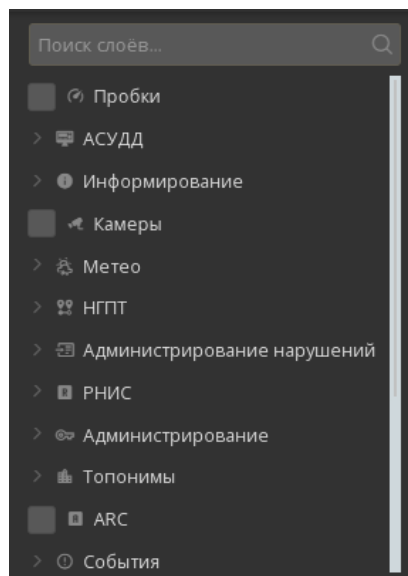 Поиск слоёв...
Пробки
АСУДД
Информирование
Камеры
Метео
НГПТ
Администрирование нарушений
РНИС
Администрирование
Топонимы
ARC
События